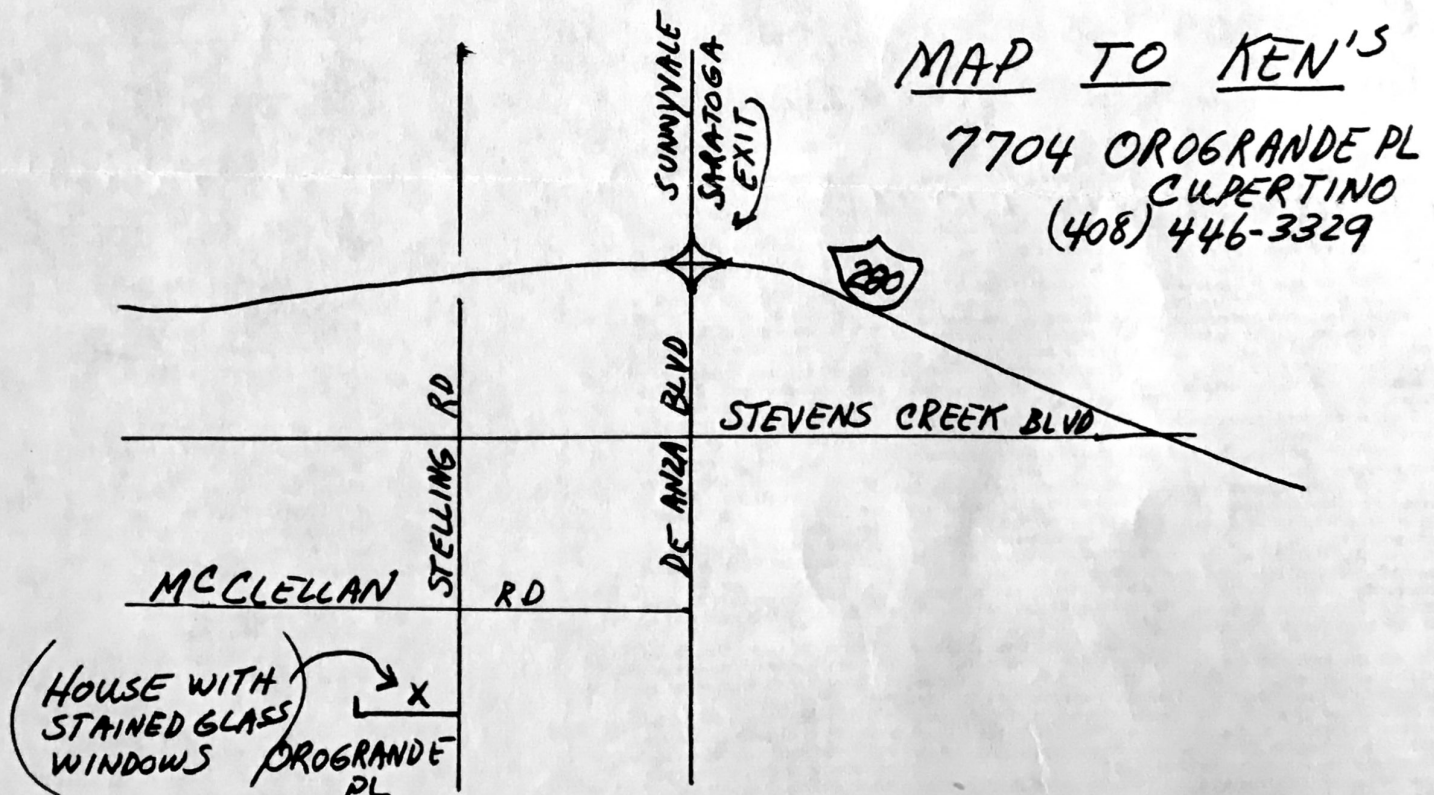 MAP TO KEN'S
7704 OROGRANDE PL
CUPERTINO
(408) 446-3329
SUNNYVALE
SARATOGA
EXIT
280
STELLING RD
DE ANZA BLVD
STEVENS CREEK BLVD
MCCLELLAN RD
(HOUSE WITH
STAINED GLASS
WINDOWS)
X
OROGRANDE
PL